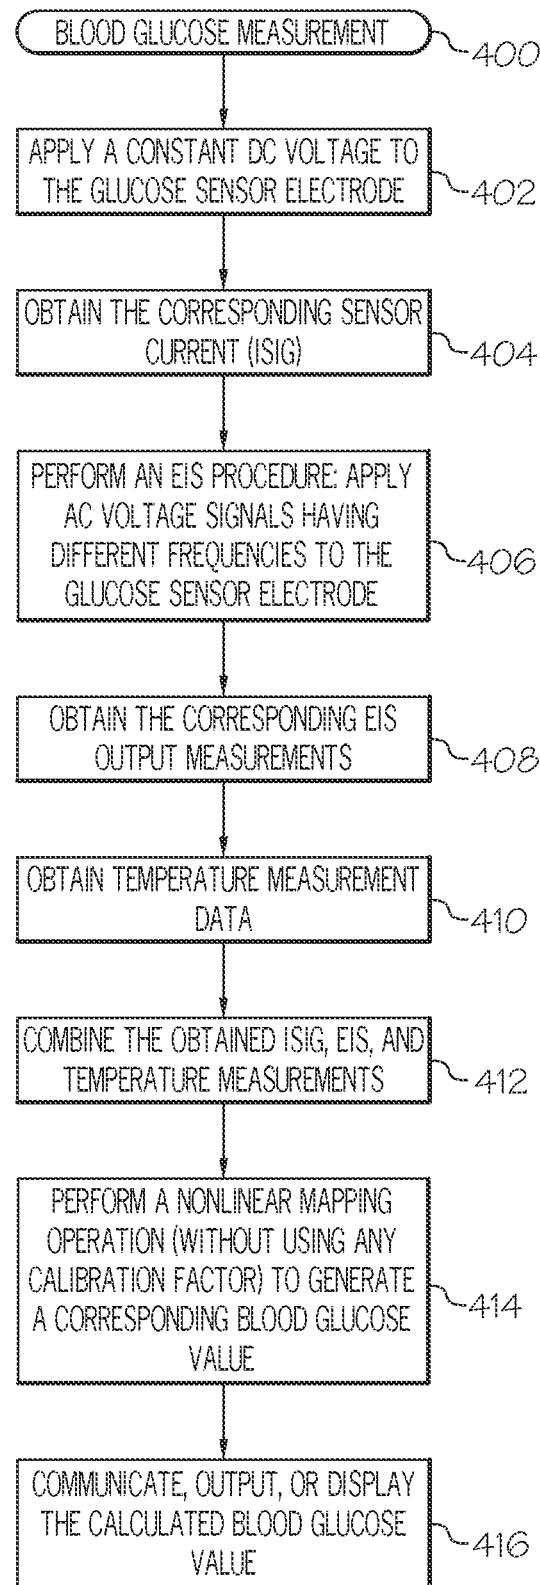 BLOOD GLUCOSE MEASUREMENT
400
APPLY A CONSTANT DC VOLTAGE TO
THE GLUCOSE SENSOR ELECTRODE
402
OBTAIN THE CORRESPONDING SENSOR
CURRENT (ISIG)
404
PERFORM AN EIS PROCEDURE: APPLY
AC VOLTAGE SIGNALS HAVING
DIFFERENT FREQUENCIES TO THE
GLUCOSE SENSOR ELECTRODE
406
OBTAIN THE CORRESPONDING EIS
OUTPUT MEASUREMENTS
408
OBTAIN TEMPERATURE MEASUREMENT
DATA
410
COMBINE THE OBTAINED ISIG, EIS, AND
TEMPERATURE MEASUREMENTS
412
PERFORM A NONLINEAR MAPPING
OPERATION (WITHOUT USING ANY
CALIBRATION FACTOR) TO GENERATE
A CORRESPONDING BLOOD GLUCOSE
VALUE
414
COMMUNICATE, OUTPUT, OR DISPLAY
THE CALCULATED BLOOD GLUCOSE
VALUE
416